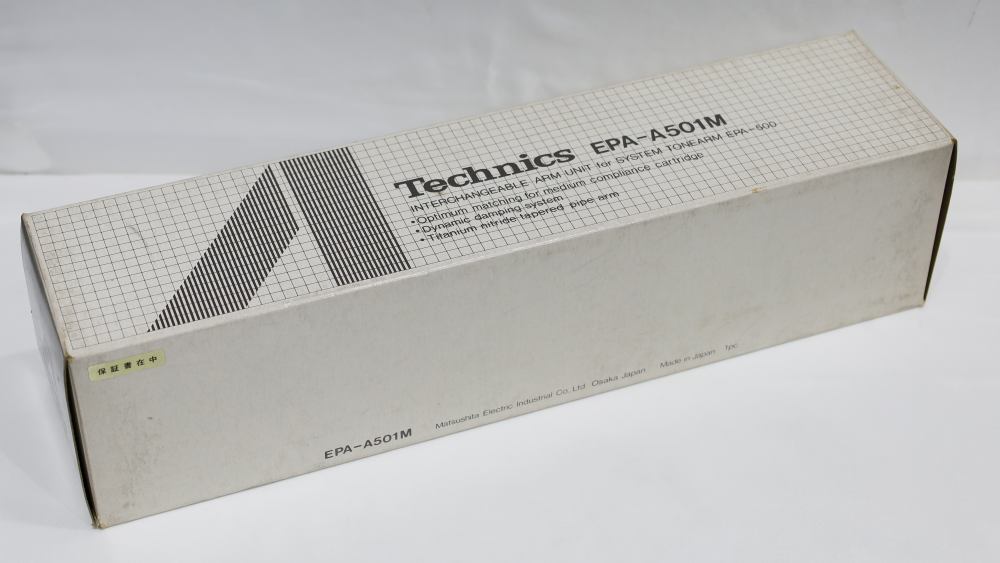 Technics EPA-A501M
INTERCHANGEABLE ARM UNIT for SYSTEM TONEARM EPA-500
•Optimum matching for medium compliance cartridge
•Dynamic damping system
•Titanium nitride tapered pipe arm
保証書在中
EPA-A501M Matsushita Electric Industrial Co., Ltd. Osaka Japan Made in Japan 1pc